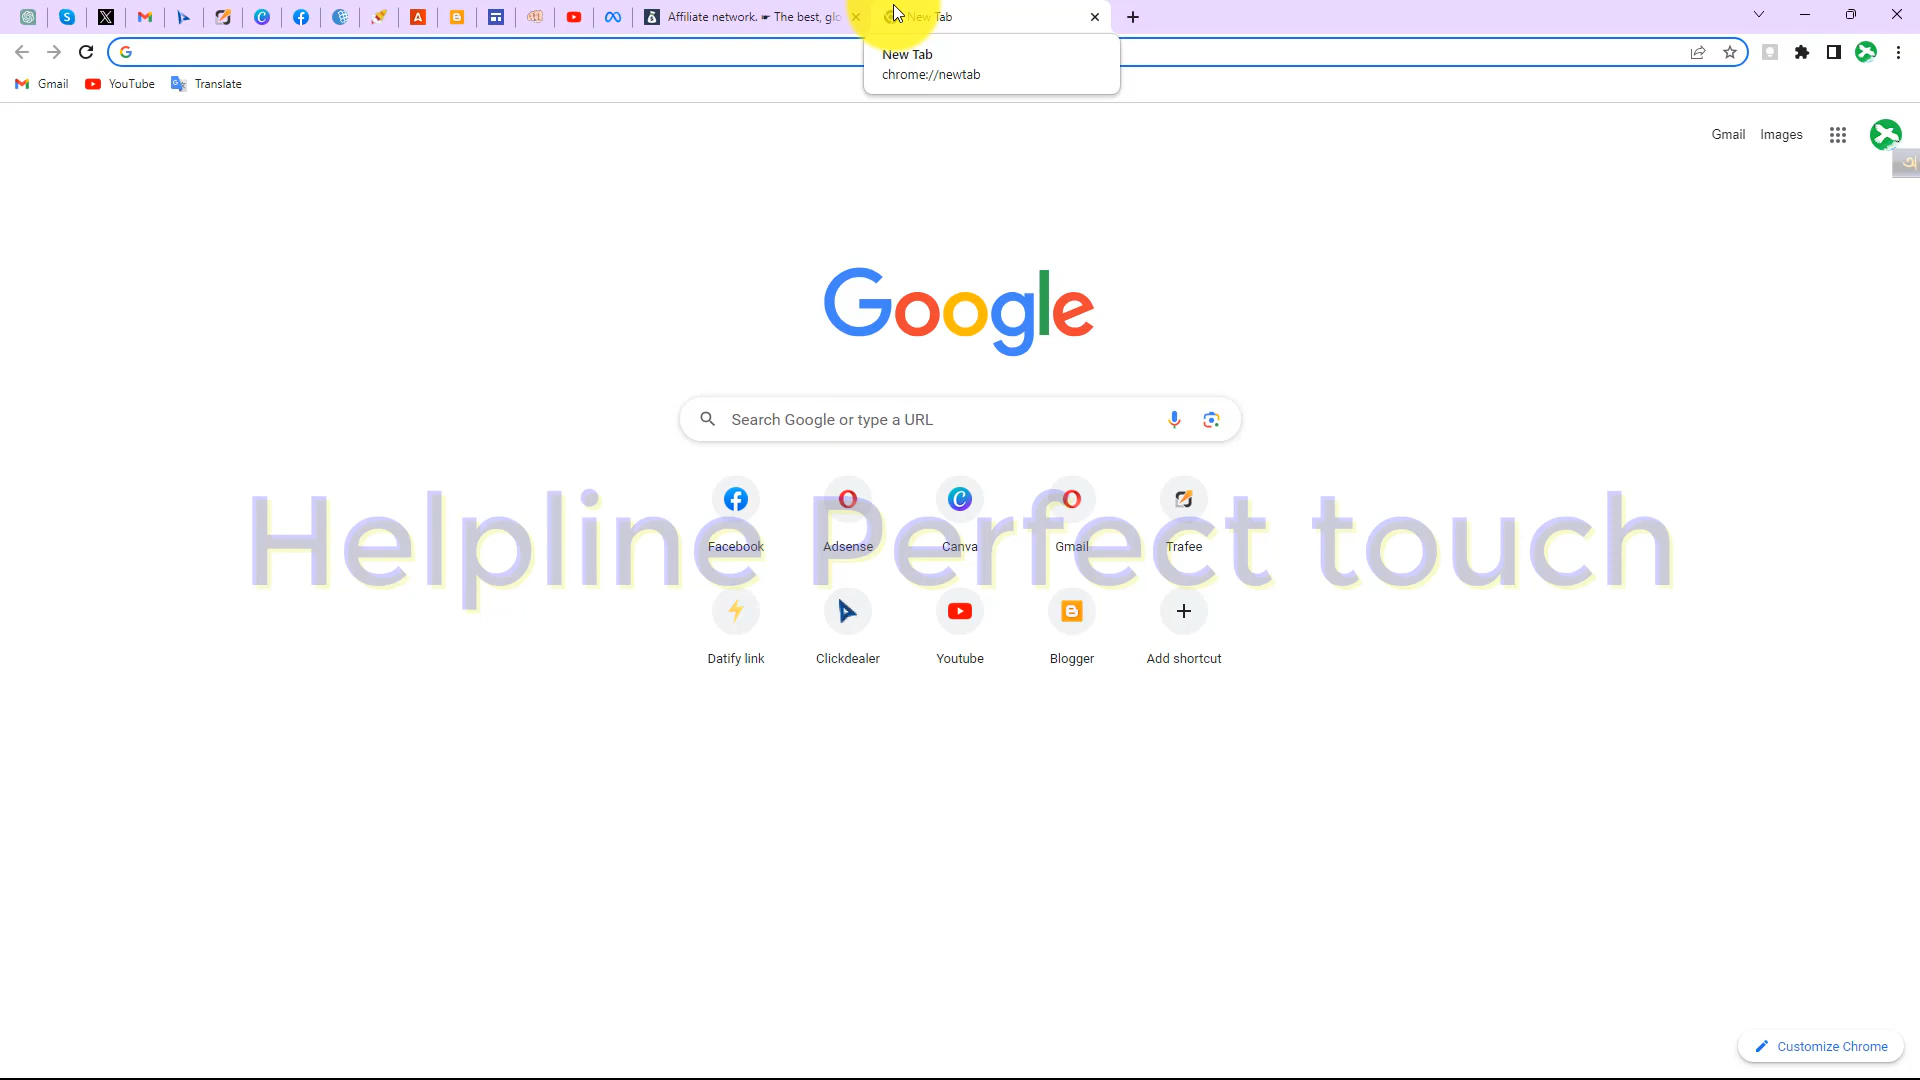 Affiliate network. ☛ The best, glo
New Tab
New Tab
chrome://newtab
Gmail
YouTube
Translate
Gmail
Images
অ
Google
Search Google or type a URL
Helpline Perfect touch
Facebook
Adsense
Canva
Gmail
Trafee
Datify link
Clickdealer
Youtube
Blogger
Add shortcut
Customize Chrome